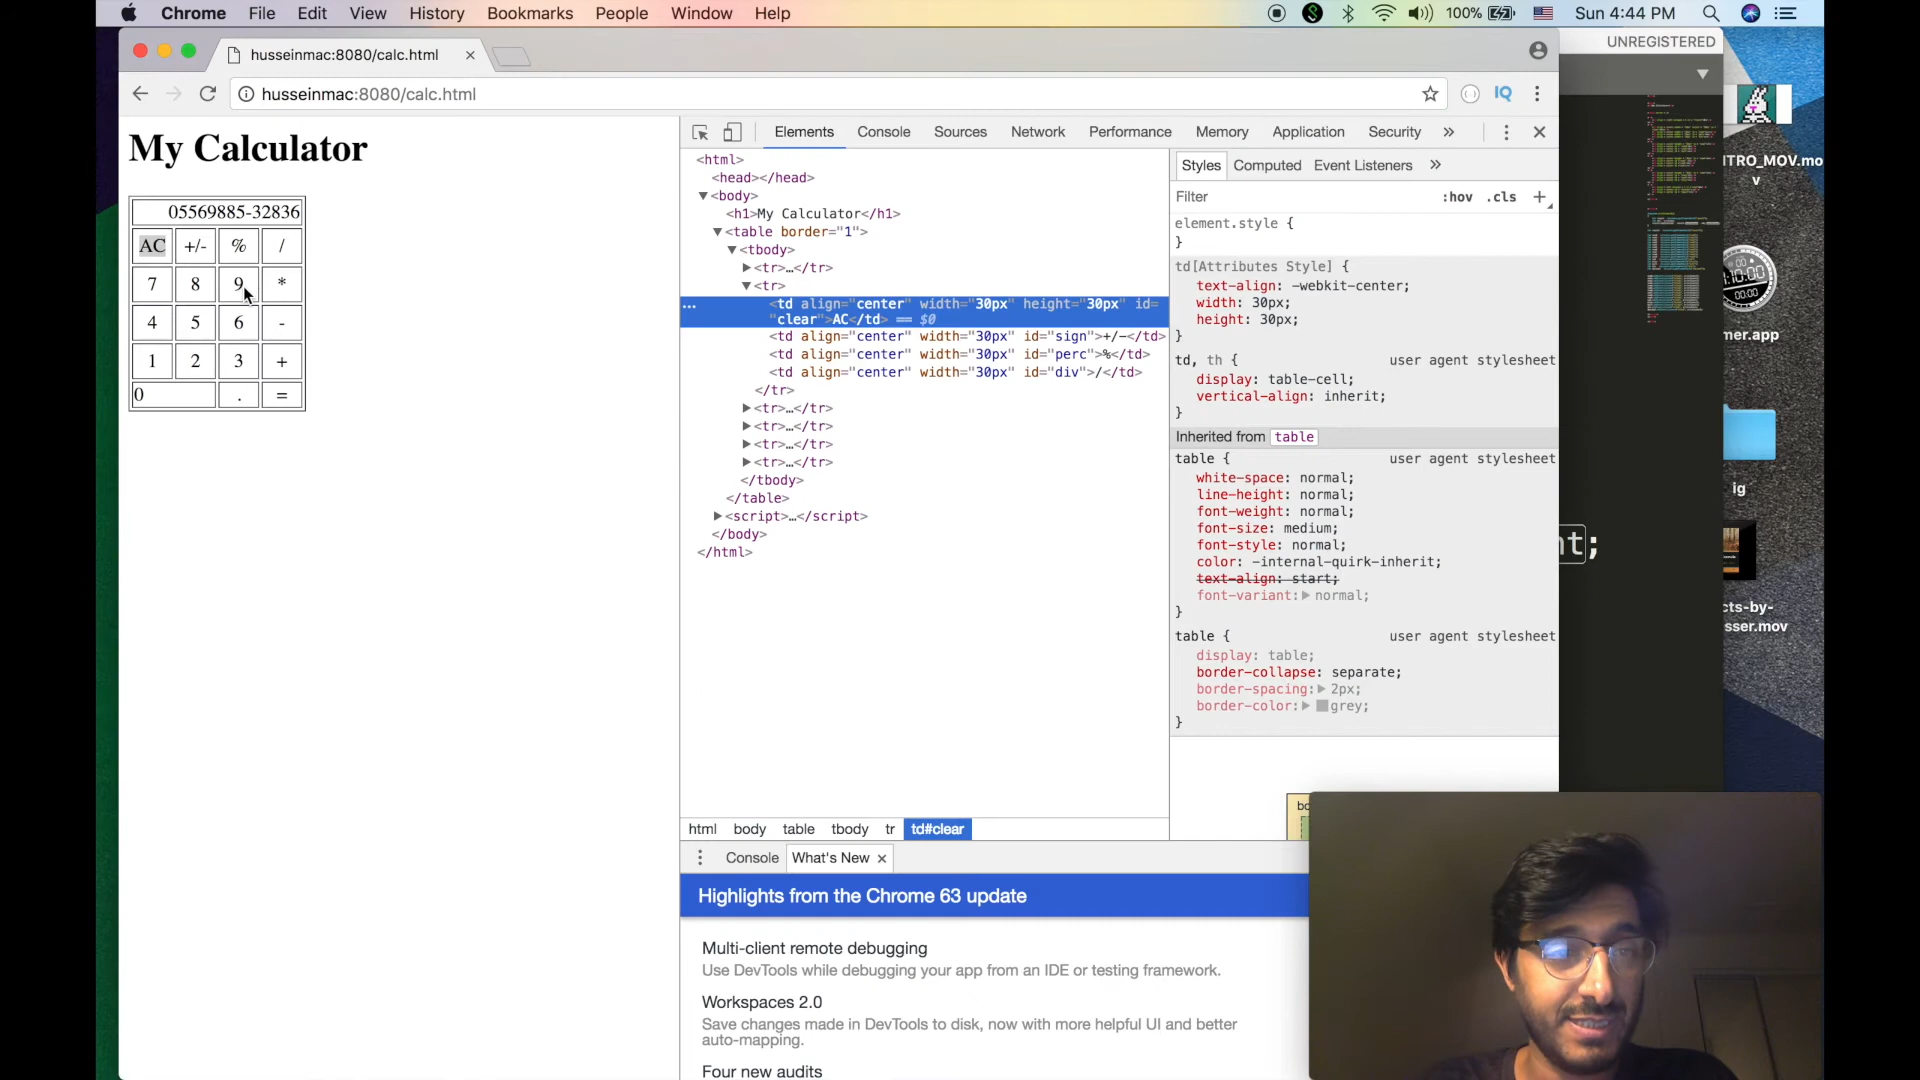 Chrome File Edit View History Bookmarks People Window Help
100% Sun 4:44 PM
husseinmac:8080/calc.html
UNREGISTERED
husseinmac:8080/calc.html
IQ
My Calculator
05569885-32836
AC +/- % /
7 8 9 *
4 5 6 -
1 2 3 +
0 . =
Elements Console Sources Network Performance Memory Application Security »
<html>
<head></head>
<body>
<h1>My Calculator</h1>
<table border="1">
<tbody>
<tr>…</tr>
<tr>
<td align="center" width="30px" height="30px" id=
"clear">AC</td> == $0
<td align="center" width="30px" id="sign">+/-</td>
<td align="center" width="30px" id="perc">%</td>
<td align="center" width="30px" id="div">/</td>
</tr>
<tr>…</tr>
<tr>…</tr>
<tr>…</tr>
<tr>…</tr>
</tbody>
</table>
<script>…</script>
</body>
</html>
html body table tbody tr td#clear
Styles Computed Event Listeners »
Filter :hov .cls +
element.style {
}
td[Attributes Style] {
text-align: -webkit-center;
width: 30px;
height: 30px;
}
td, th { user agent stylesheet
display: table-cell;
vertical-align: inherit;
}
Inherited from table
table { user agent stylesheet
white-space: normal;
line-height: normal;
font-weight: normal;
font-size: medium;
font-style: normal;
color: -internal-quirk-inherit;
text-align: start;
font-variant: normal;
}
table { user agent stylesheet
display: table;
border-collapse: separate;
border-spacing: 2px;
border-color: grey;
}
bo
Console What's New ×
Highlights from the Chrome 63 update
Multi-client remote debugging
Use DevTools while debugging your app from an IDE or testing framework.
Workspaces 2.0
Save changes made in DevTools to disk, now with more helpful UI and better
auto-mapping.
Four new audits
nt;
NTRO_MOV.mo
v
mer.app
ig
cts-by-
sser.mov